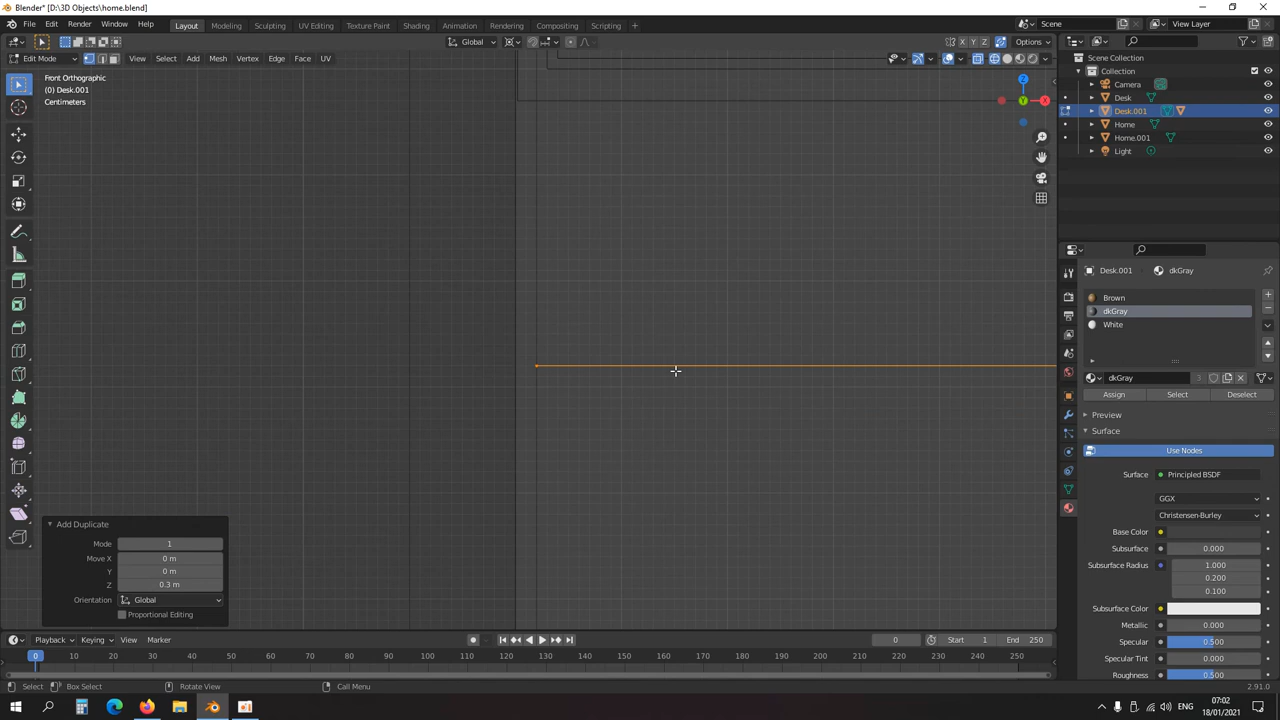 Blender* [D:\3D Objects\home.blend]
File Edit Render Window Help Layout Modeling Sculpting UV Editing Texture Paint Shading Animation Rendering Compositing Scripting + Scene View Layer
Global X Y Z Options
Edit Mode View Select Add Mesh Vertex Edge Face UV
Front Orthographic
(0) Desk.001
Centimeters
Z
Y X
Scene Collection
Collection
Camera
Desk
Desk.001
Home
Home.001
Light
Desk.001 dkGray
Brown
dkGray
White
dkGray 3
Assign Select Deselect
Preview
Surface
Use Nodes
Surface Principled BSDF
GGX
Christensen-Burley
Base Color
Subsurface 0.000
Subsurface Radius 1.000
0.200
0.100
Subsurface Color
Metallic 0.000
Specular 0.500
Specular Tint 0.000
Roughness 0.500
Add Duplicate
Mode 1
Move X 0 m
Y 0 m
Z 0.3 m
Orientation Global
Proportional Editing
Playback Keying View Marker 0 Start 1 End 250
0 10 20 30 40 50 60 70 80 90 100 110 120 130 140 150 160 170 180 190 200 210 220 230 240 250
Select Box Select Rotate View Call Menu 2.91.0
ENG 07:02
18/01/2021